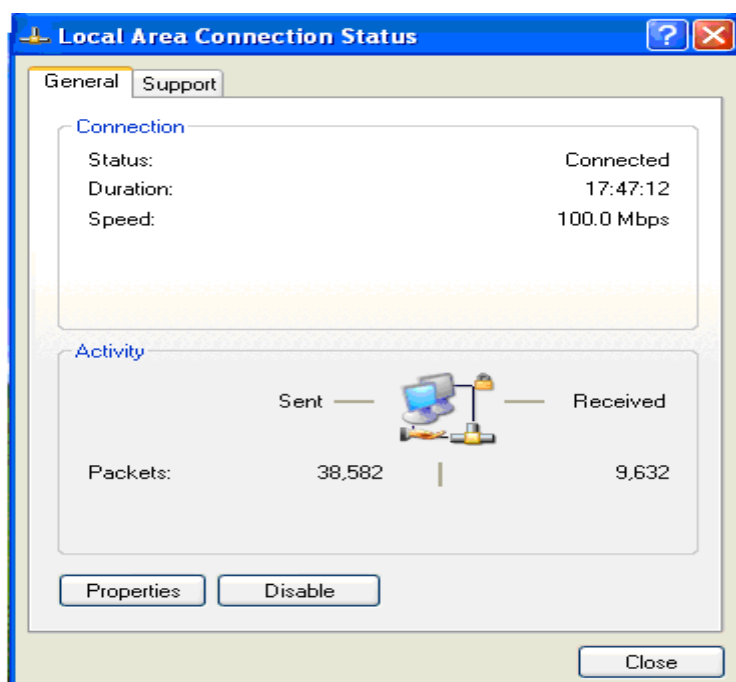 Local Area Connection Status
General Support
Connection
Status: Connected
Duration: 17:47:12
Speed: 100.0 Mbps
Activity
Sent Received
Packets: 38,582 9,632
Properties Disable
Close